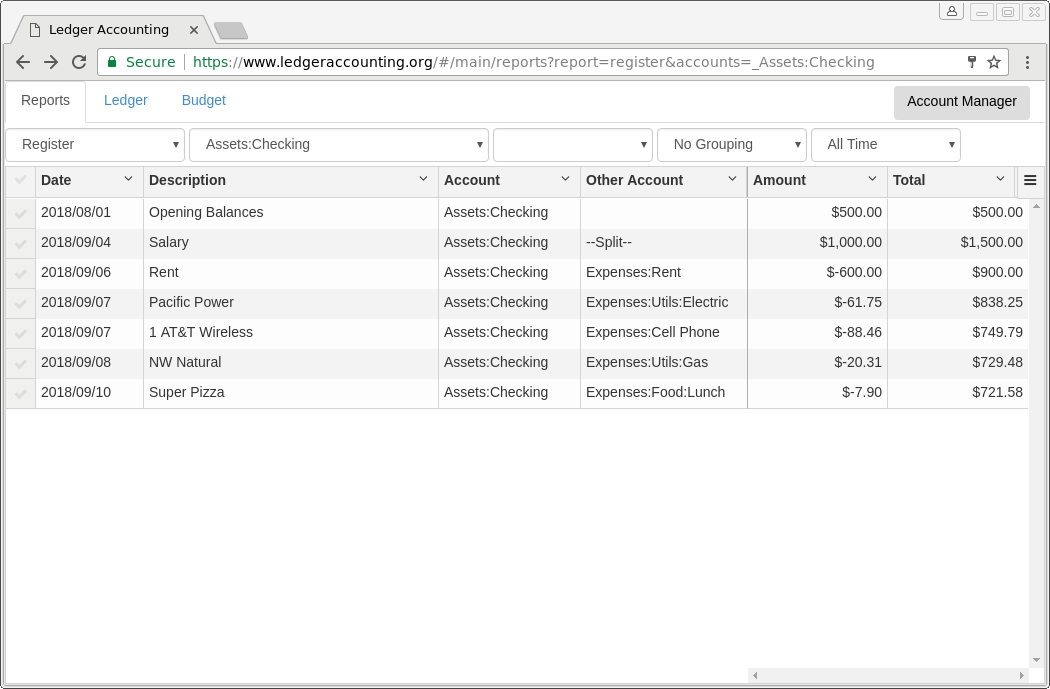 Ledger Accounting
Secure https://www.ledgeraccounting.org/#/main/reports?report=register&accounts=_Assets:Checking
Reports Ledger Budget Account Manager
Register Assets:Checking No Grouping All Time
Date Description Account Other Account Amount Total
2018/08/01 Opening Balances Assets:Checking $500.00 $500.00
2018/09/04 Salary Assets:Checking --Split-- $1,000.00 $1,500.00
2018/09/06 Rent Assets:Checking Expenses:Rent $-600.00 $900.00
2018/09/07 Pacific Power Assets:Checking Expenses:Utils:Electric $-61.75 $838.25
2018/09/07 1 AT&T Wireless Assets:Checking Expenses:Cell Phone $-88.46 $749.79
2018/09/08 NW Natural Assets:Checking Expenses:Utils:Gas $-20.31 $729.48
2018/09/10 Super Pizza Assets:Checking Expenses:Food:Lunch $-7.90 $721.58